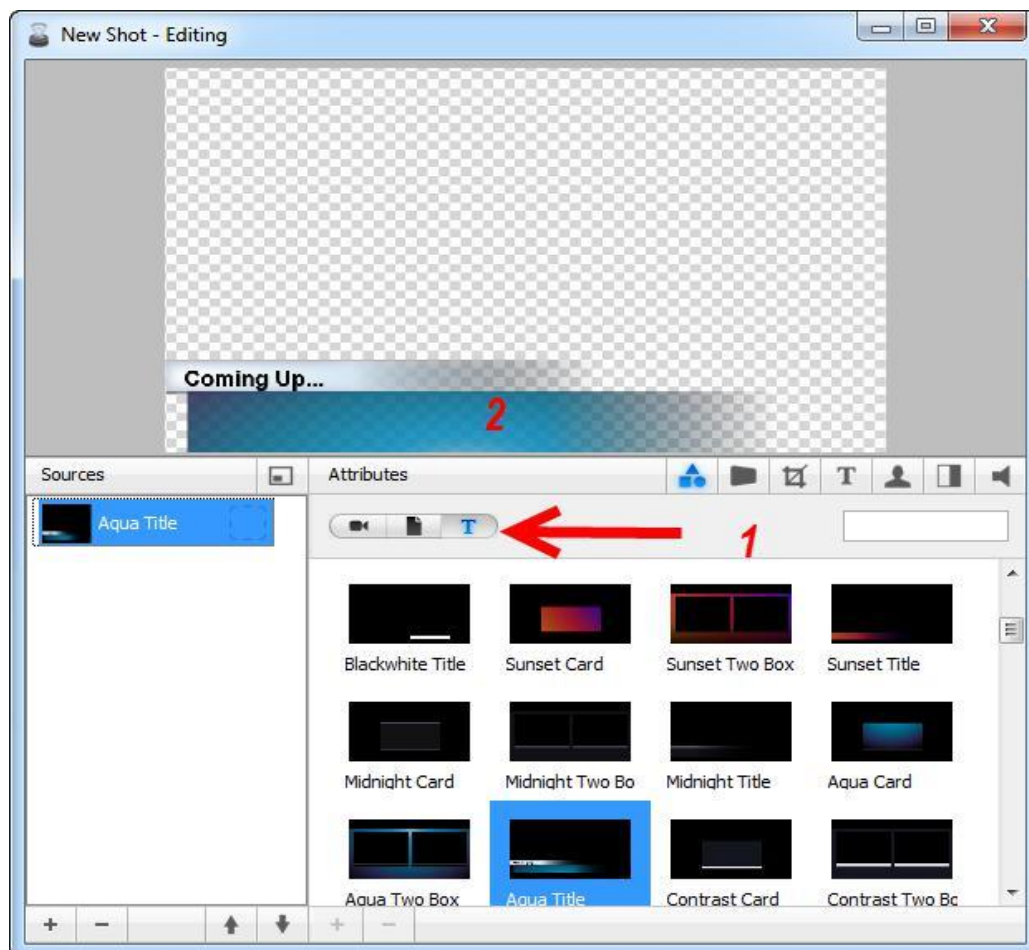 New Shot - Editing
Coming Up...
2
Sources
Attributes
T
Aqua Title
T
1
Blackwhite Title
Sunset Card
Sunset Two Box
Sunset Title
Midnight Card
Midnight Two Bo
Midnight Title
Aqua Card
Aqua Two Box
Aqua Title
Contrast Card
Contrast Two Bc